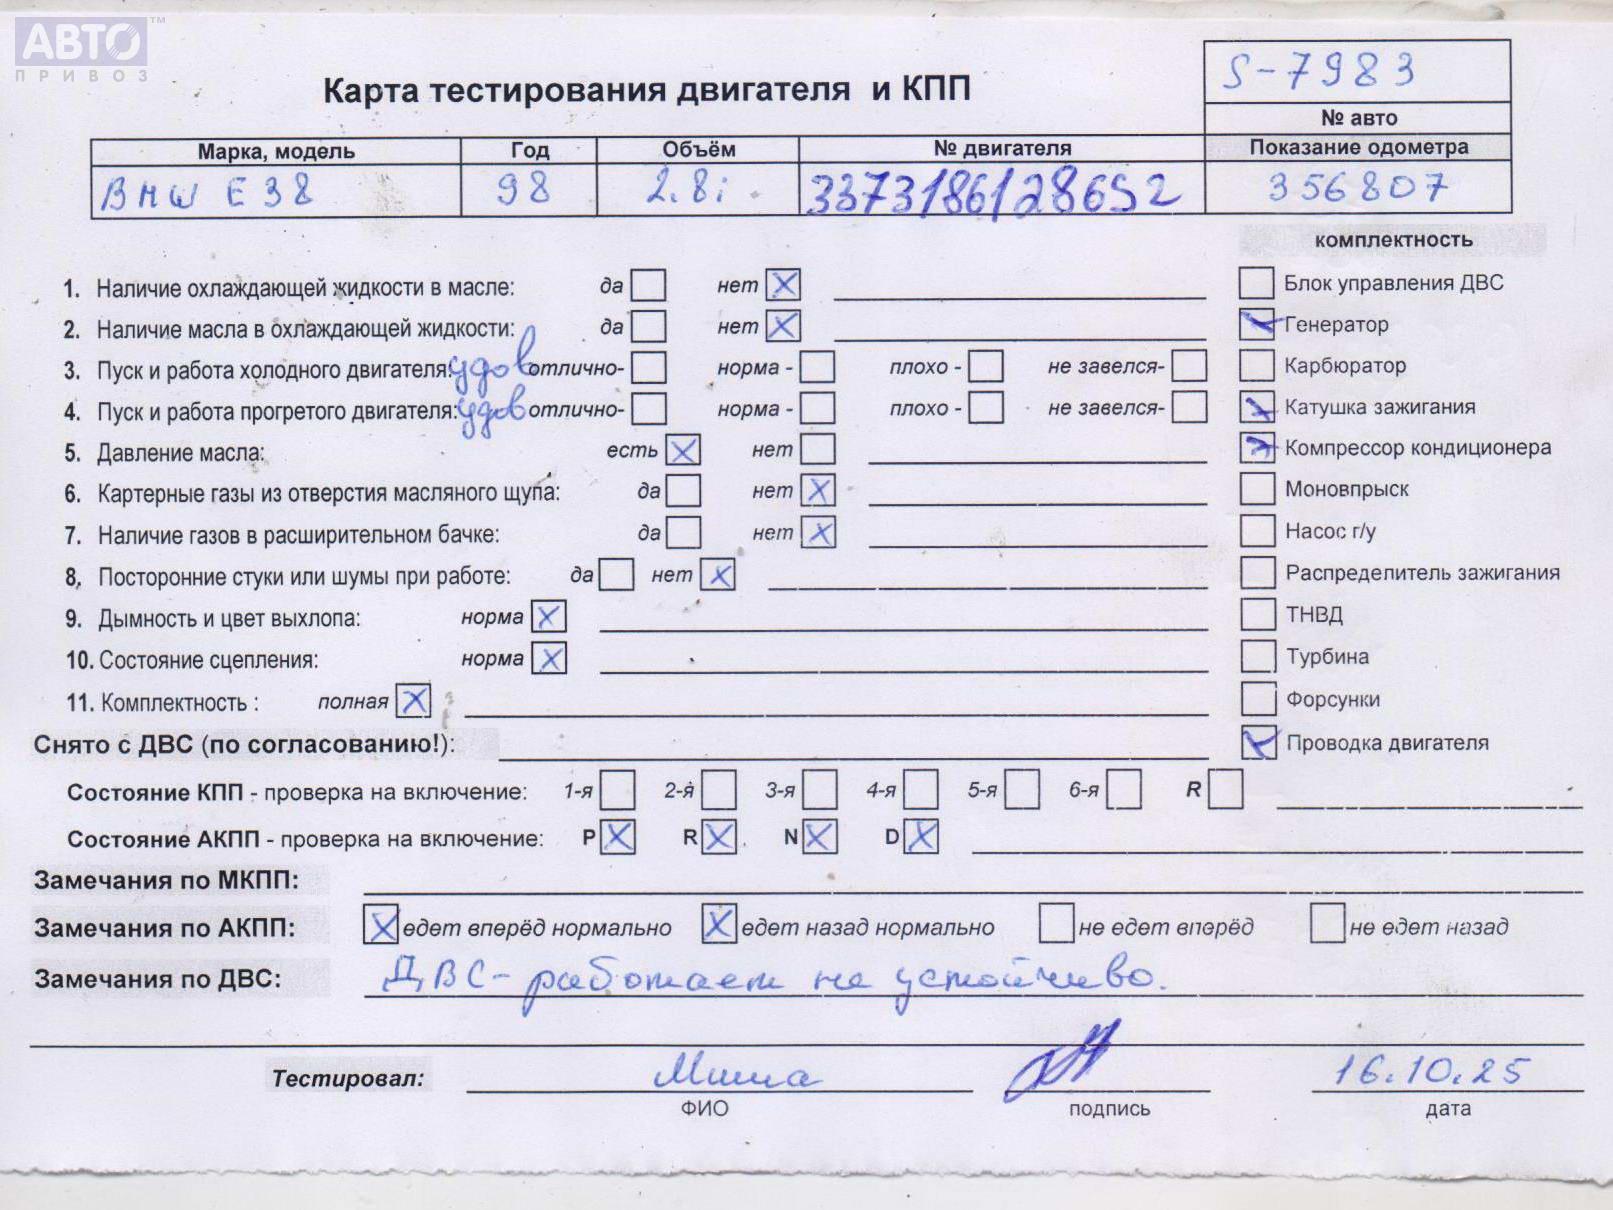 АВТО™
ПРИВОЗ
S-7983
Карта тестирования двигателя и КПП
№ авто
Марка, модель Год Объём № двигателя Показание одометра
BMW E38 98 2.8i 33731861286S2 356807
комплектность
1. Наличие охлаждающей жидкости в масле: да нет X Блок управления ДВС
2. Наличие масла в охлаждающей жидкости: да нет X Генератор
3. Пуск и работа холодного двигателя: удов отлично- норма - плохо - не завелся- Карбюратор
4. Пуск и работа прогретого двигателя: удов отлично- норма - плохо - не завелся- Катушка зажигания
5. Давление масла: есть X нет Компрессор кондиционера
6. Картерные газы из отверстия масляного щупа: да нет X Моновпрыск
7. Наличие газов в расширительном бачке: да нет X Насос г/у
8. Посторонние стуки или шумы при работе: да нет X Распределитель зажигания
9. Дымность и цвет выхлопа: норма X ТНВД
10. Состояние сцепления: норма X Турбина
11. Комплектность : полная X Форсунки
Снято с ДВС (по согласованию!): Проводка двигателя
Состояние КПП - проверка на включение: 1-я 2-я 3-я 4-я 5-я 6-я R
Состояние АКПП - проверка на включение: P X R X N X D X
Замечания по МКПП:
Замечания по АКПП: X едет вперёд нормально X едет назад нормально не едет вперёд не едет назад
Замечания по ДВС: ДВС - работает не устойчиво.
Тестировал: Миша 16.10.25
ФИО подпись дата